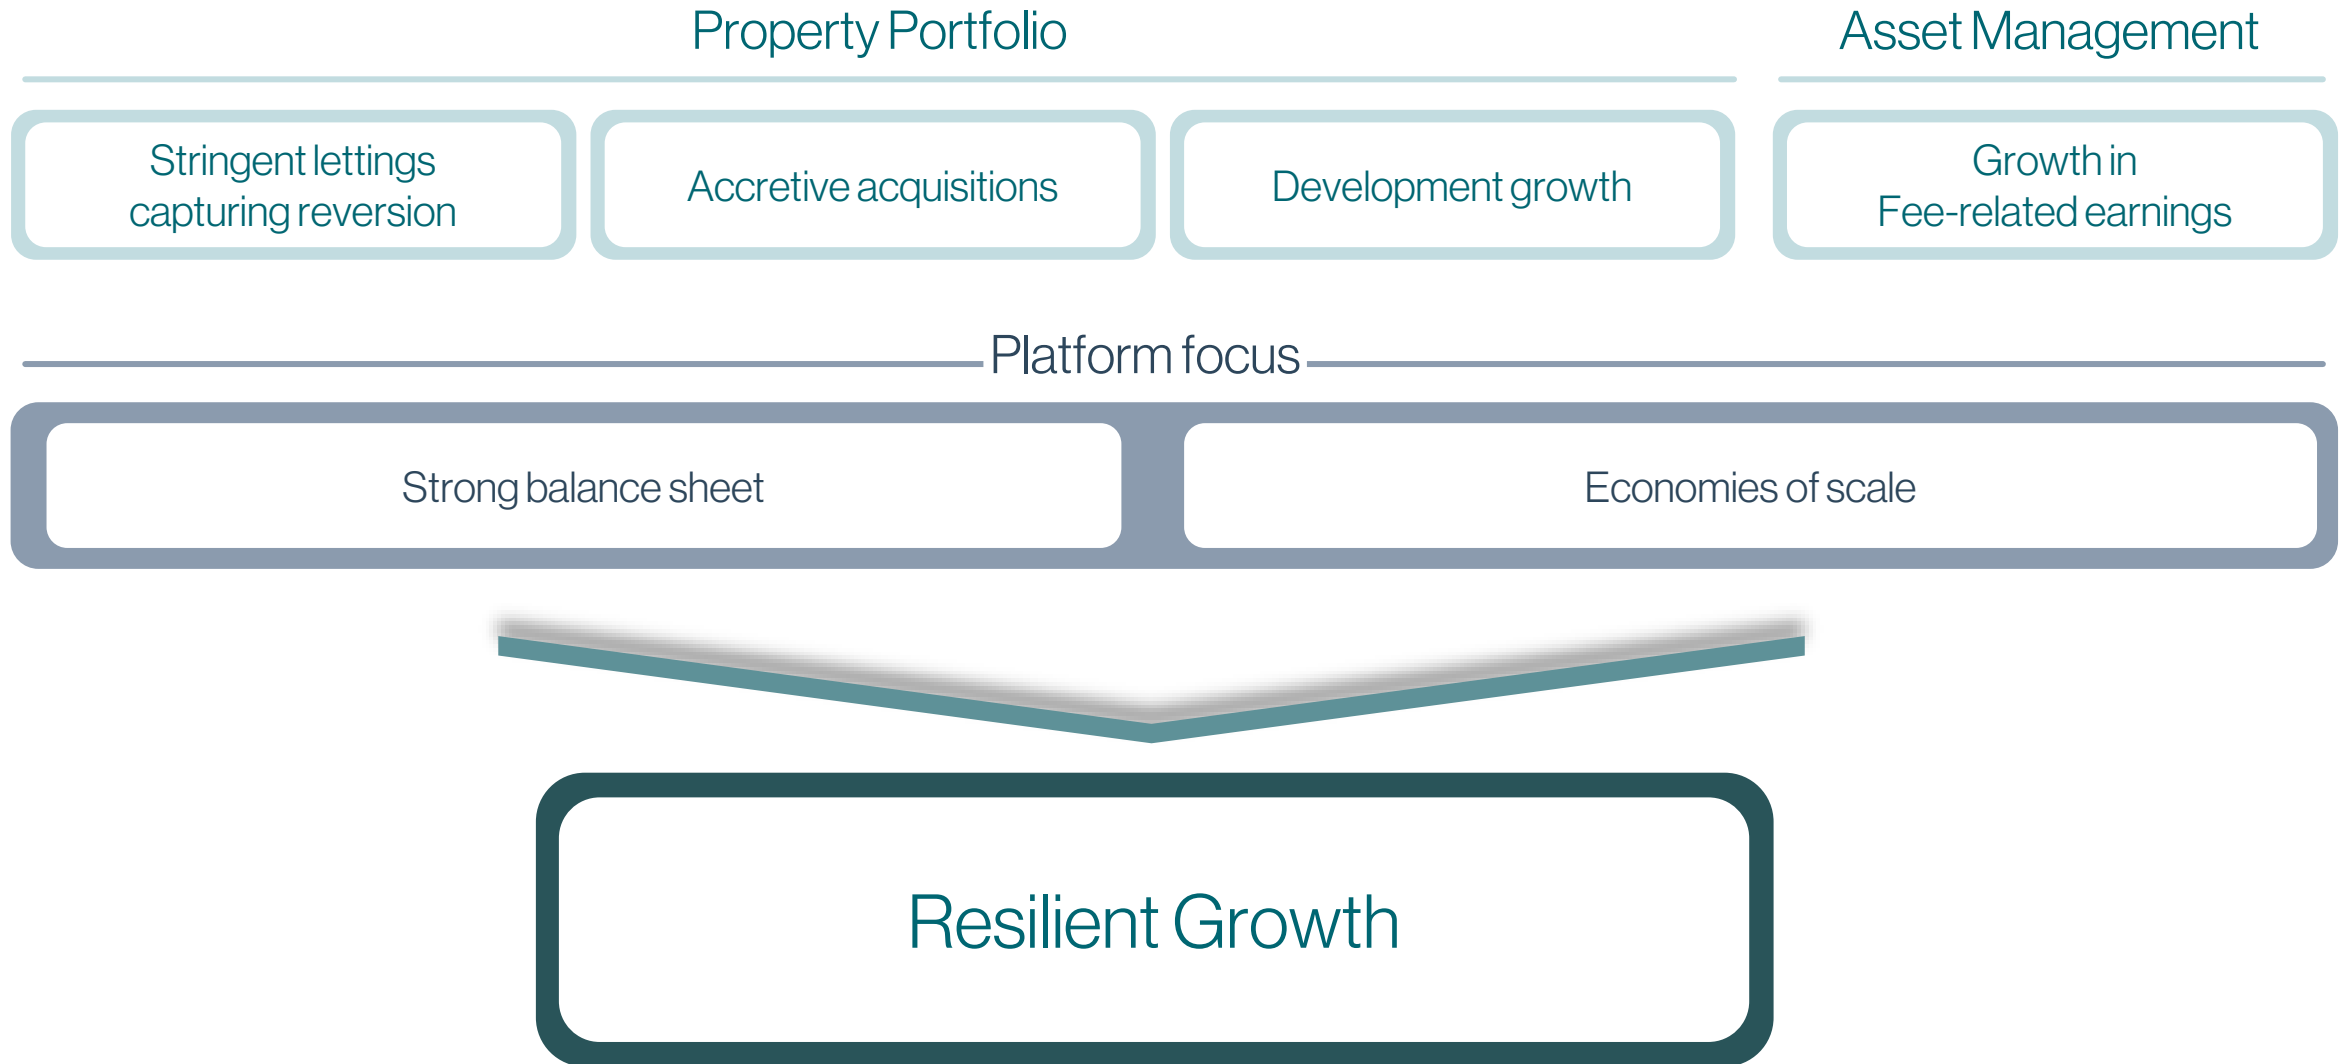 Property Portfolio
Asset Management
Stringent lettings
capturing reversion
Accretive acquisitions
Development growth
Growth in
Fee-related earnings
Platform focus
Strong balance sheet
Economies of scale
Resilient Growth